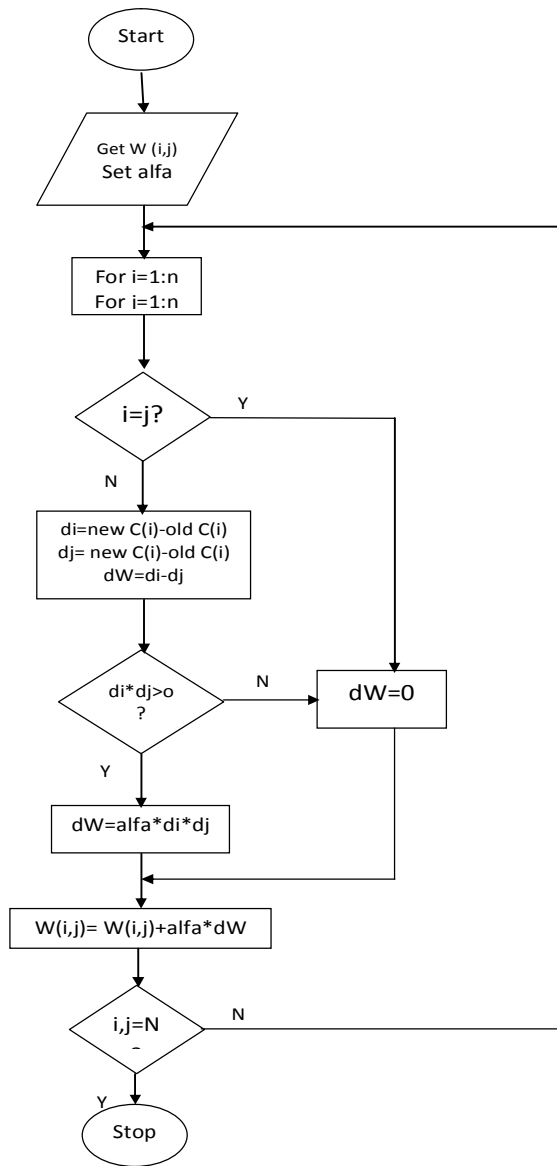 Start
Get W (i,j)
Set alfa
For i=1:n
For i=1:n
i=j?
Y
N
di=new C(i)-old C(i)
dj= new C(i)-old C(i)
dW=di-dj
di*dj>o
?
N
dW=0
Y
dW=alfa*di*dj
W(i,j)= W(i,j)+alfa*dW
i,j=N
N
Y
Stop